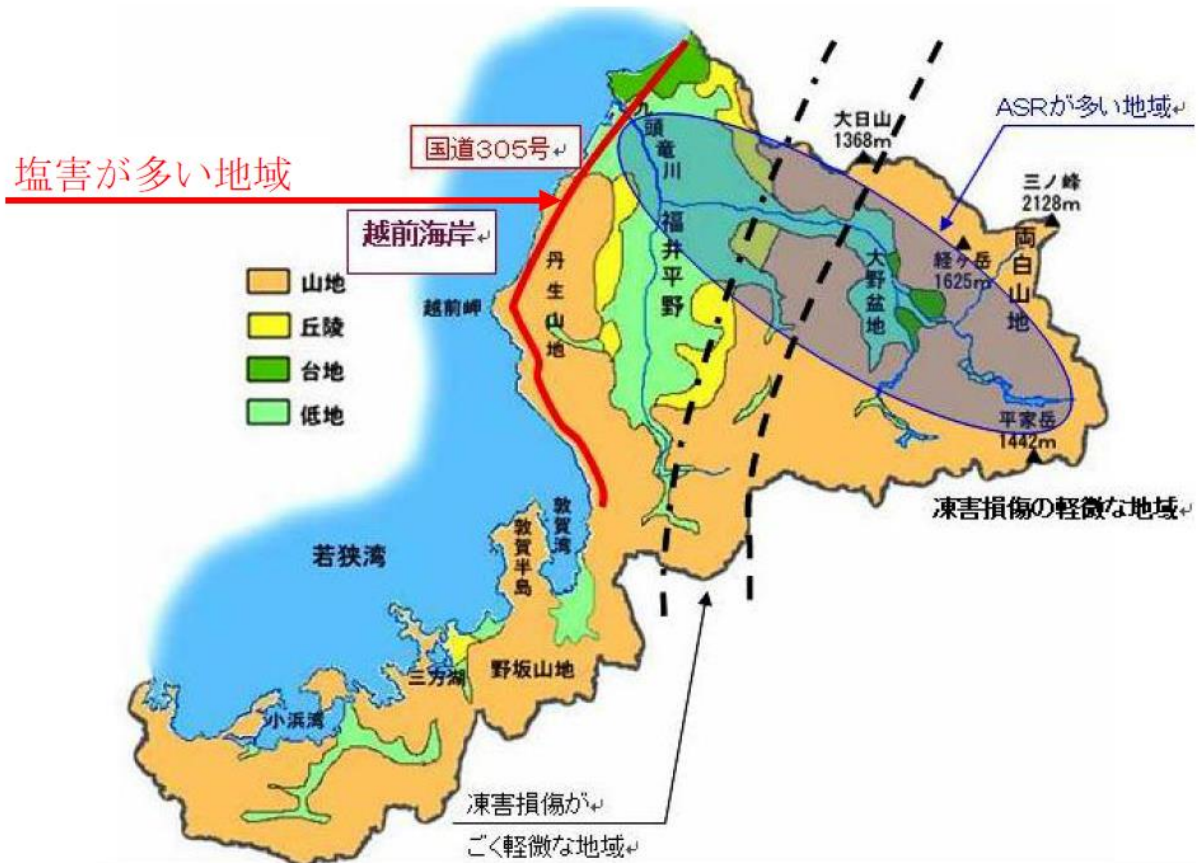 ASRが多い地域
大日山
1368m
国道305号
九頭竜川
塩害が多い地域
三ノ峰
2128m
越前海岸
福井平野
経ヶ岳
1625m
両白山地
丹生山地
大野盆地
山地
越前岬
丘陵
台地
低地
平家岳
1442m
凍害損傷の軽微な地域
敦賀湾
敦賀半島
若狭湾
野坂山地
三方湖
小浜湾
凍害損傷が
ごく軽微な地域